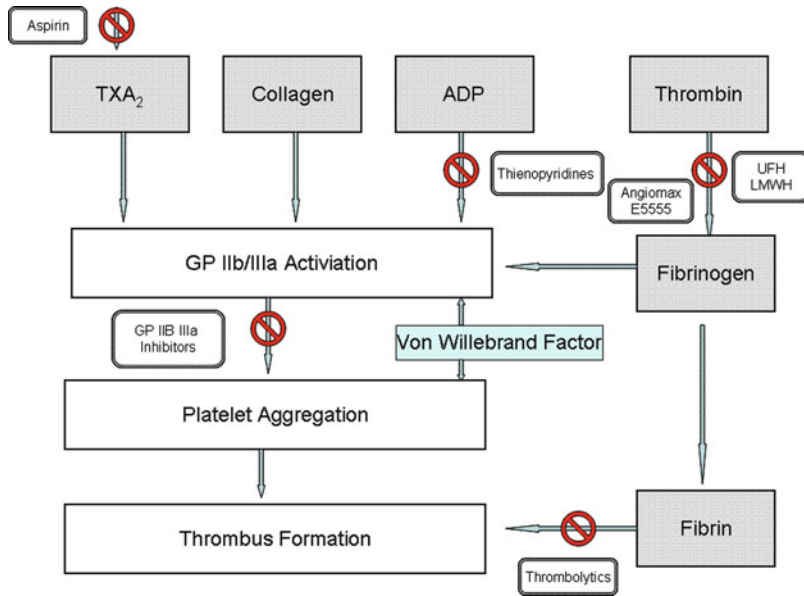 Aspirin
TXA₂
Collagen
ADP
Thrombin
Thienopyridines
UFH
LMWH
Angiomax
E5555
GP IIb/IIIa Activiation
Fibrinogen
GP IIB IIIa
Inhibitors
Von Willebrand Factor
Platelet Aggregation
Thrombus Formation
Fibrin
Thrombolytics